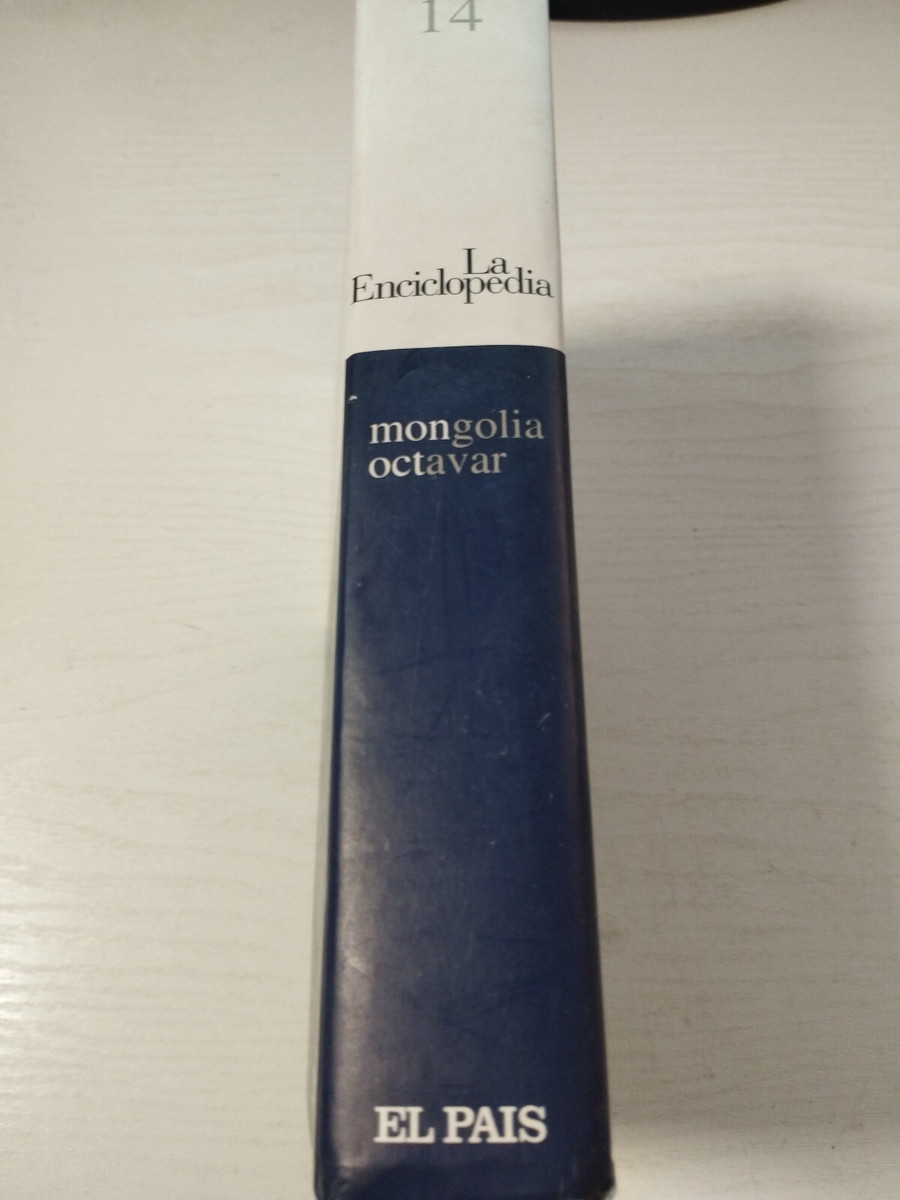 14
La
Enciclopedia
mongolia
octavar
EL PAIS